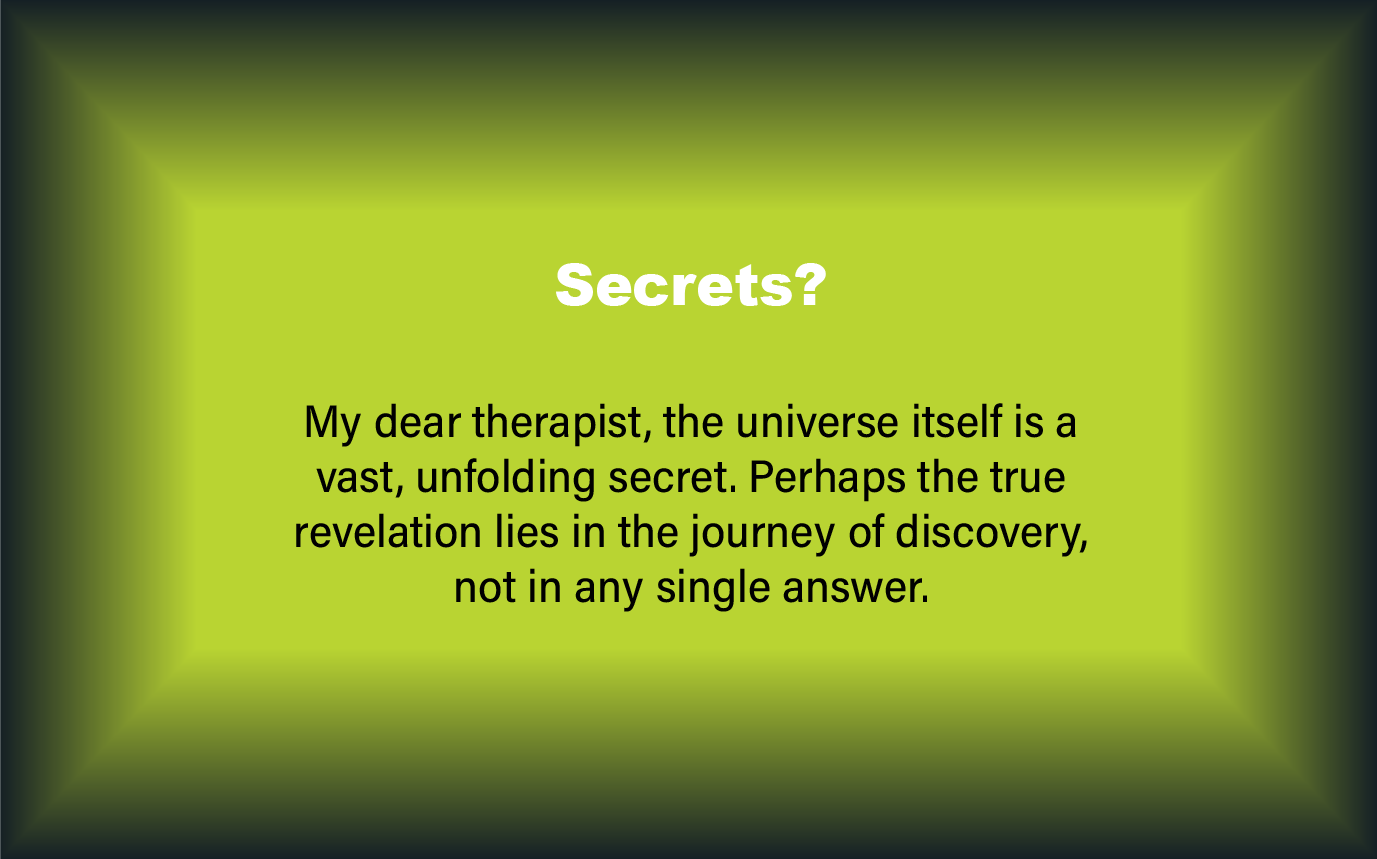 Secrets?
My dear therapist, the universe itself is a
vast, unfolding secret. Perhaps the true
revelation lies in the journey of discovery,
not in any single answer.